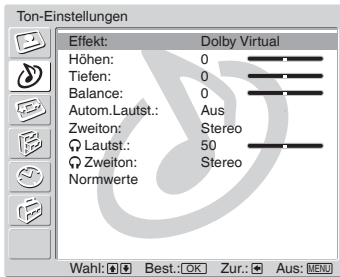 Ton-Einstellungen
Effekt: Dolby Virtual
Höhen: 0
Tiefen: 0
Balance: 0
Autom.Lautst.: Aus
Zweiton: Stereo
Lautst.: 50
Zweiton: Stereo
Normwerte
Wahl: Best.: OK Zur.: Aus: MENU